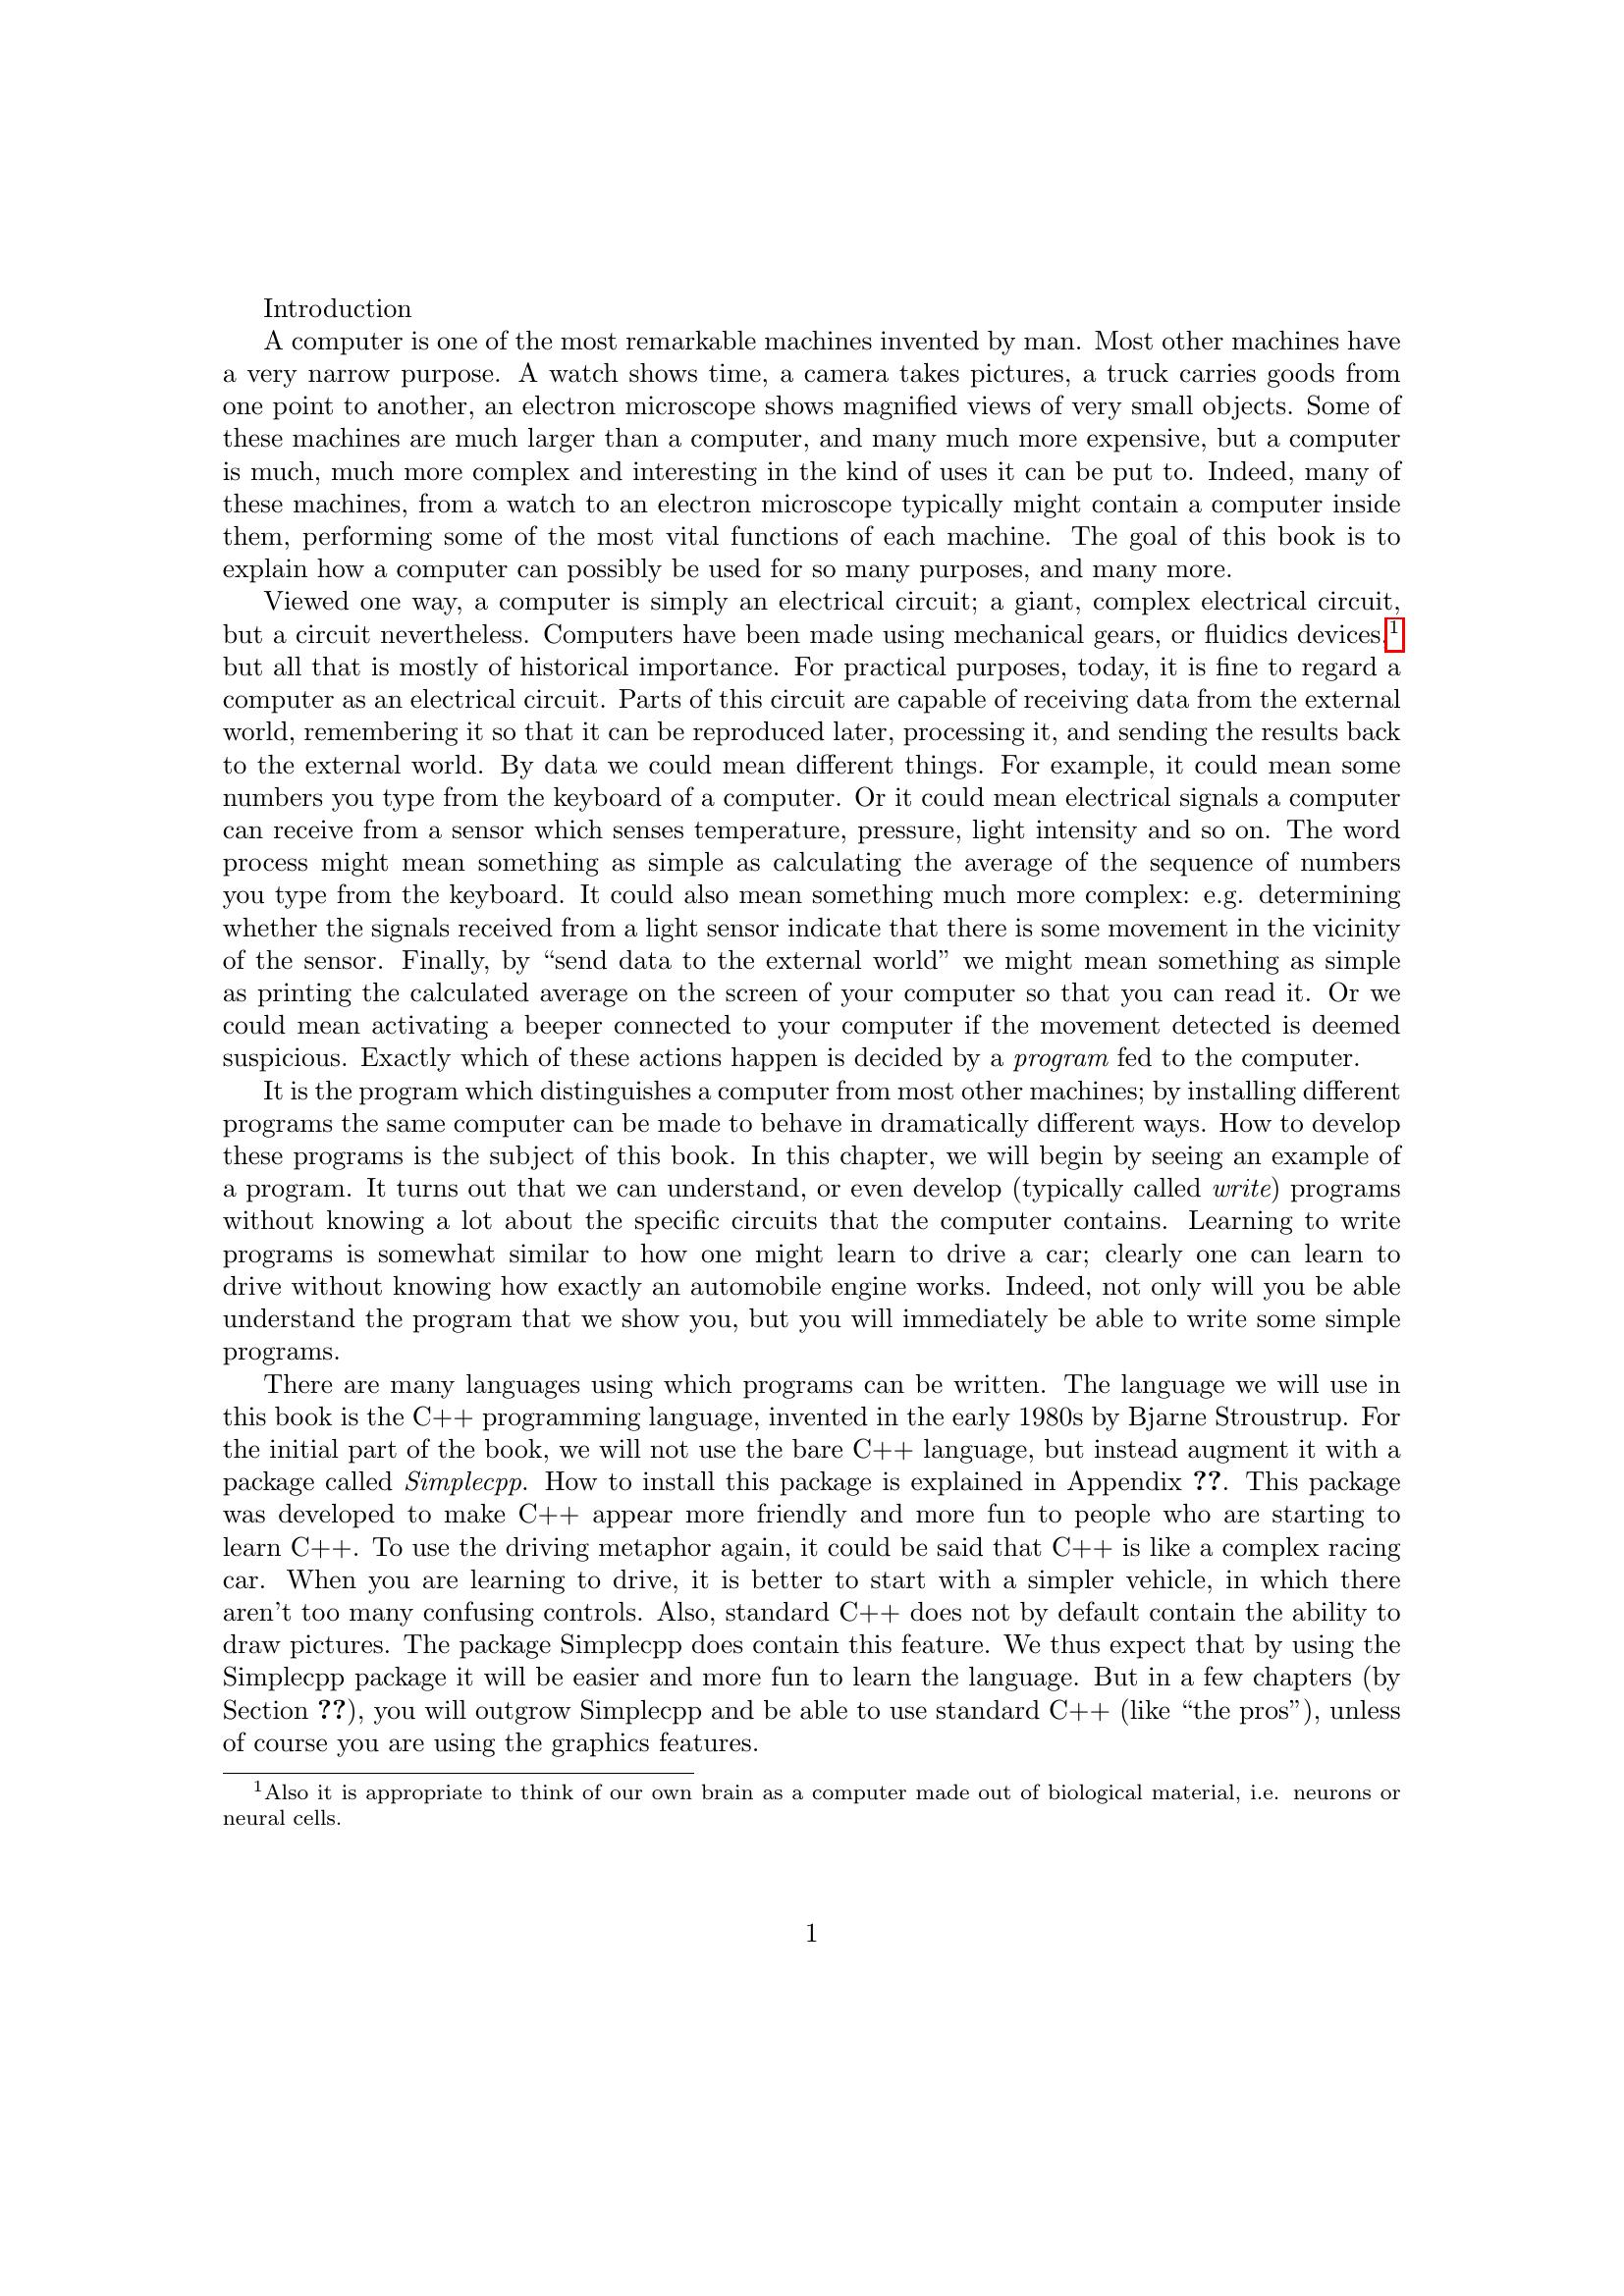 Introduction
A computer is one of the most remarkable machines invented by man. Most other machines have
a very narrow purpose. A watch shows time, a camera takes pictures, a truck carries goods from
one point to another, an electron microscope shows magnified views of very small objects. Some of
these machines are much larger than a computer, and many much more expensive, but a computer
is much, much more complex and interesting in the kind of uses it can be put to. Indeed, many of
these machines, from a watch to an electron microscope typically might contain a computer inside
them, performing some of the most vital functions of each machine. The goal of this book is to
explain how a computer can possibly be used for so many purposes, and many more.
Viewed one way, a computer is simply an electrical circuit; a giant, complex electrical circuit,
but a circuit nevertheless. Computers have been made using mechanical gears, or fluidics devices,1
but all that is mostly of historical importance. For practical purposes, today, it is fine to regard a
computer as an electrical circuit. Parts of this circuit are capable of receiving data from the external
world, remembering it so that it can be reproduced later, processing it, and sending the results back
to the external world. By data we could mean different things. For example, it could mean some
numbers you type from the keyboard of a computer. Or it could mean electrical signals a computer
can receive from a sensor which senses temperature, pressure, light intensity and so on. The word
process might mean something as simple as calculating the average of the sequence of numbers
you type from the keyboard. It could also mean something much more complex: e.g. determining
whether the signals received from a light sensor indicate that there is some movement in the vicinity
of the sensor. Finally, by “send data to the external world” we might mean something as simple
as printing the calculated average on the screen of your computer so that you can read it. Or we
could mean activating a beeper connected to your computer if the movement detected is deemed
suspicious. Exactly which of these actions happen is decided by a program fed to the computer.
It is the program which distinguishes a computer from most other machines; by installing different
programs the same computer can be made to behave in dramatically different ways. How to develop
these programs is the subject of this book. In this chapter, we will begin by seeing an example of
a program. It turns out that we can understand, or even develop (typically called write) programs
without knowing a lot about the specific circuits that the computer contains. Learning to write
programs is somewhat similar to how one might learn to drive a car; clearly one can learn to
drive without knowing how exactly an automobile engine works. Indeed, not only will you be able
understand the program that we show you, but you will immediately be able to write some simple
programs.
There are many languages using which programs can be written. The language we will use in
this book is the C++ programming language, invented in the early 1980s by Bjarne Stroustrup. For
the initial part of the book, we will not use the bare C++ language, but instead augment it with a
package called Simplecpp. How to install this package is explained in Appendix ??. This package
was developed to make C++ appear more friendly and more fun to people who are starting to
learn C++. To use the driving metaphor again, it could be said that C++ is like a complex racing
car. When you are learning to drive, it is better to start with a simpler vehicle, in which there
aren’t too many confusing controls. Also, standard C++ does not by default contain the ability to
draw pictures. The package Simplecpp does contain this feature. We thus expect that by using the
Simplecpp package it will be easier and more fun to learn the language. But in a few chapters (by
Section ??), you will outgrow Simplecpp and be able to use standard C++ (like “the pros”), unless
of course you are using the graphics features.
1Also it is appropriate to think of our own brain as a computer made out of biological material, i.e. neurons or
neural cells.
1